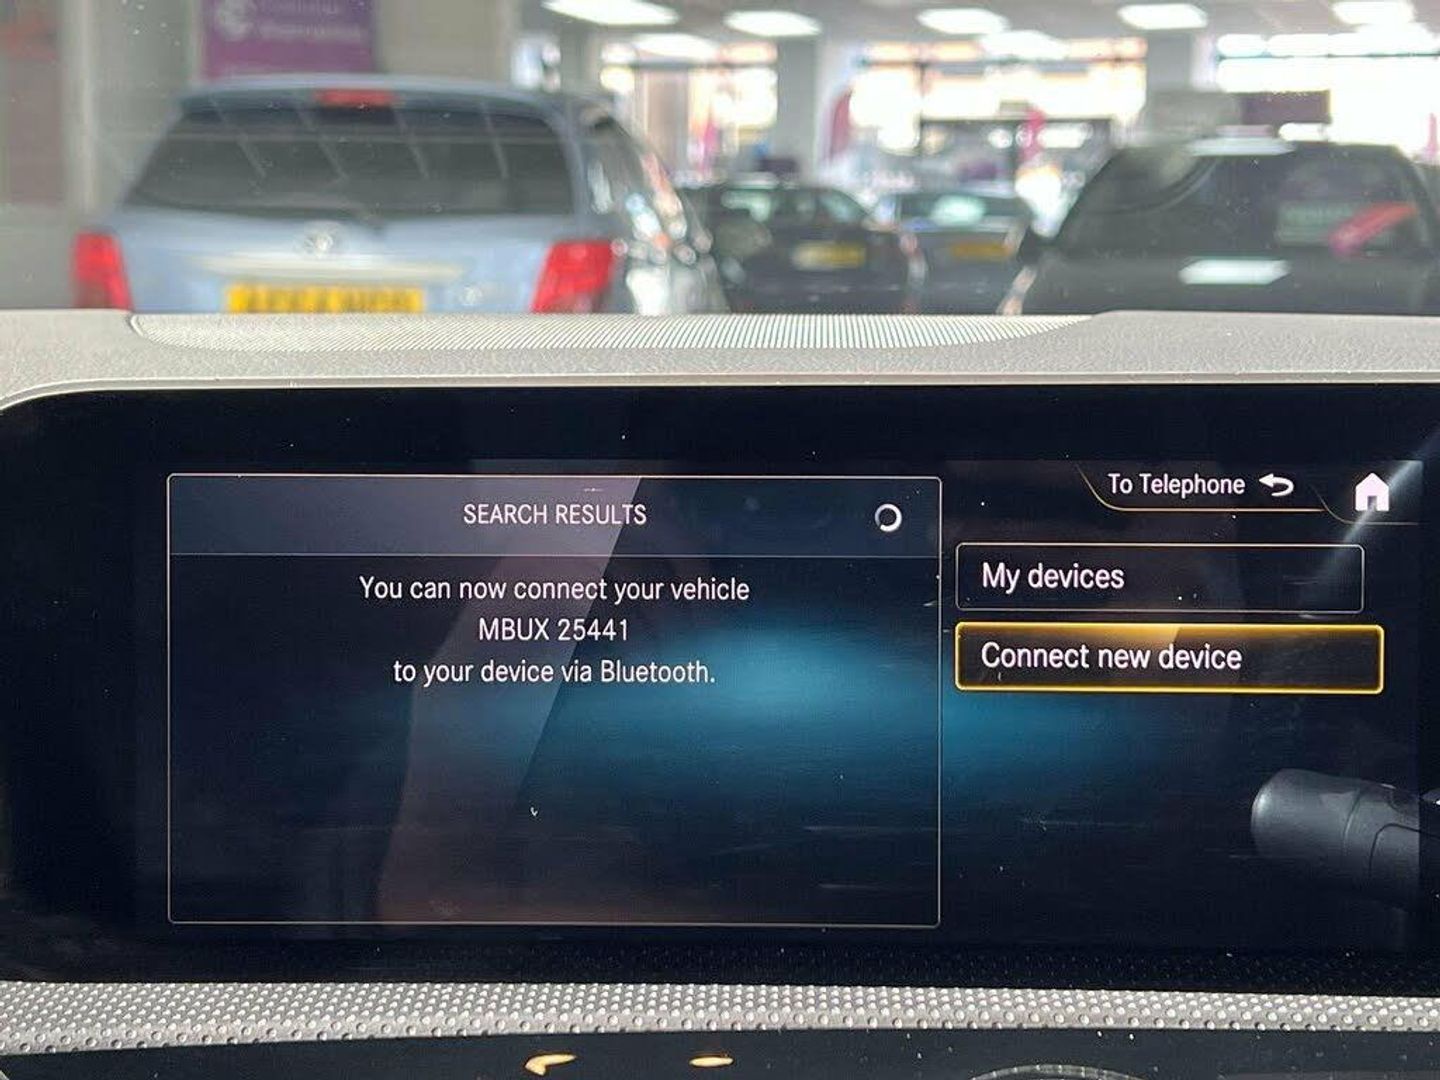 To Telephone
SEARCH RESULTS
You can now connect your vehicle
MBUX 25441
to your device via Bluetooth.
My devices
Connect new device